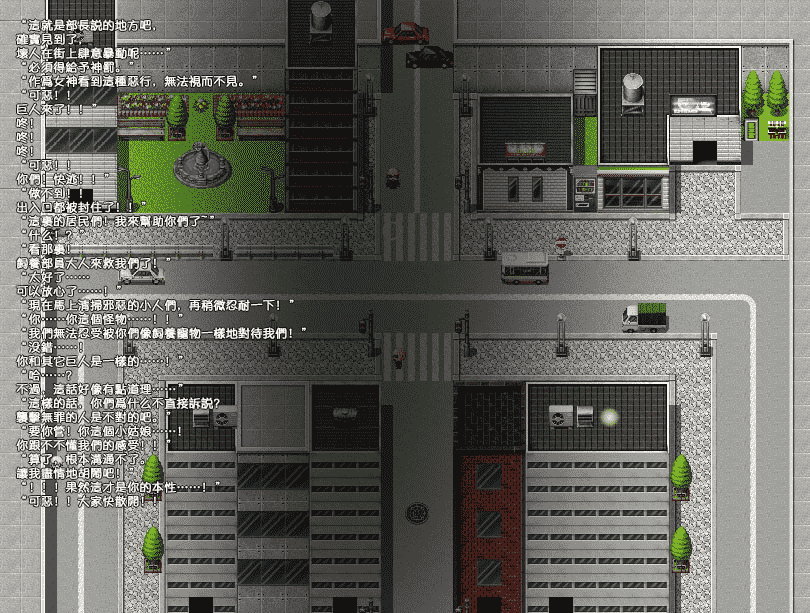 “這就是部長説的地方吧，
確實見到了，
壞人在街上肆意暴動呢……”
“必須得給予神罰。”
“作爲女神看到這種惡行，無法視而不見。”
“可惡！！
巨人來了！！”
咚！
咚！
咚！
“可惡！！
你們！快逃！！”
“做不到！！
出入口都被封住了！！”
“這裏的居民們！我來幫助你們了~”
“什么！？”
“看那裏！
飼養部員大人來救我們了！”
“太好了……
可以放心了……！”
“現在馬上清掃邪惡的小人們，再稍微忍耐一下！”
“你……你這個怪物……！！”
“我們無法忍受被你們像飼養寵物一樣地對待我們！”
“没錯……！
你和其它巨人是一樣的……！”
“哈……？
不過，這話好像有點道理……”
“這樣的話，你們爲什么不直接訴説？
襲擊無罪的人是不對的吧。”
“要你管！你這個小姑娘……！
你跟不不懂我們的感受！！”
“算了，根本溝通不了。
讓我盡情地胡鬧吧！”
“！！！果然這才是你的本性……！”
“可惡！！大家快散開！！